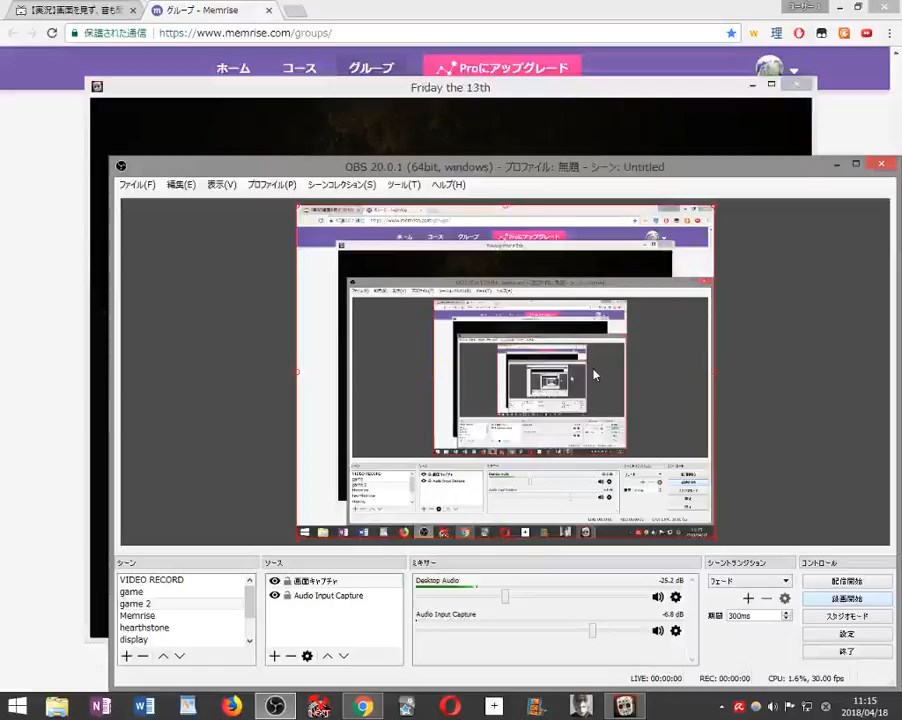 【実況】画面を見ず、音も
グループ - Memrise
ユーザー 1
保護された通信
https://www.memrise.com/groups/
ホーム
コース
グループ
Proにアップグレード
Friday the 13th
OBS 20.0.1 (64bit, windows) - プロファイル: 無題 - シーン: Untitled
ファイル(F)
編集(E)
表示(V)
プロファイル(P)
シーンコレクション(S)
ツール(T)
ヘルプ(H)
シーン
ソース
ミキサー
シーントランジション
コントロール
VIDEO RECORD
game
game 2
Memrise
hearthstone
display
画面キャプチャ
Audio Input Capture
Desktop Audio
-25.2 dB
Audio Input Capture
-6.8 dB
フェード
期間
300ms
配信開始
録画開始
スタジオモード
設定
終了
LIVE: 00:00:00
REC: 00:00:00
CPU: 1.6%, 30.00 fps
11:15
2018/04/18